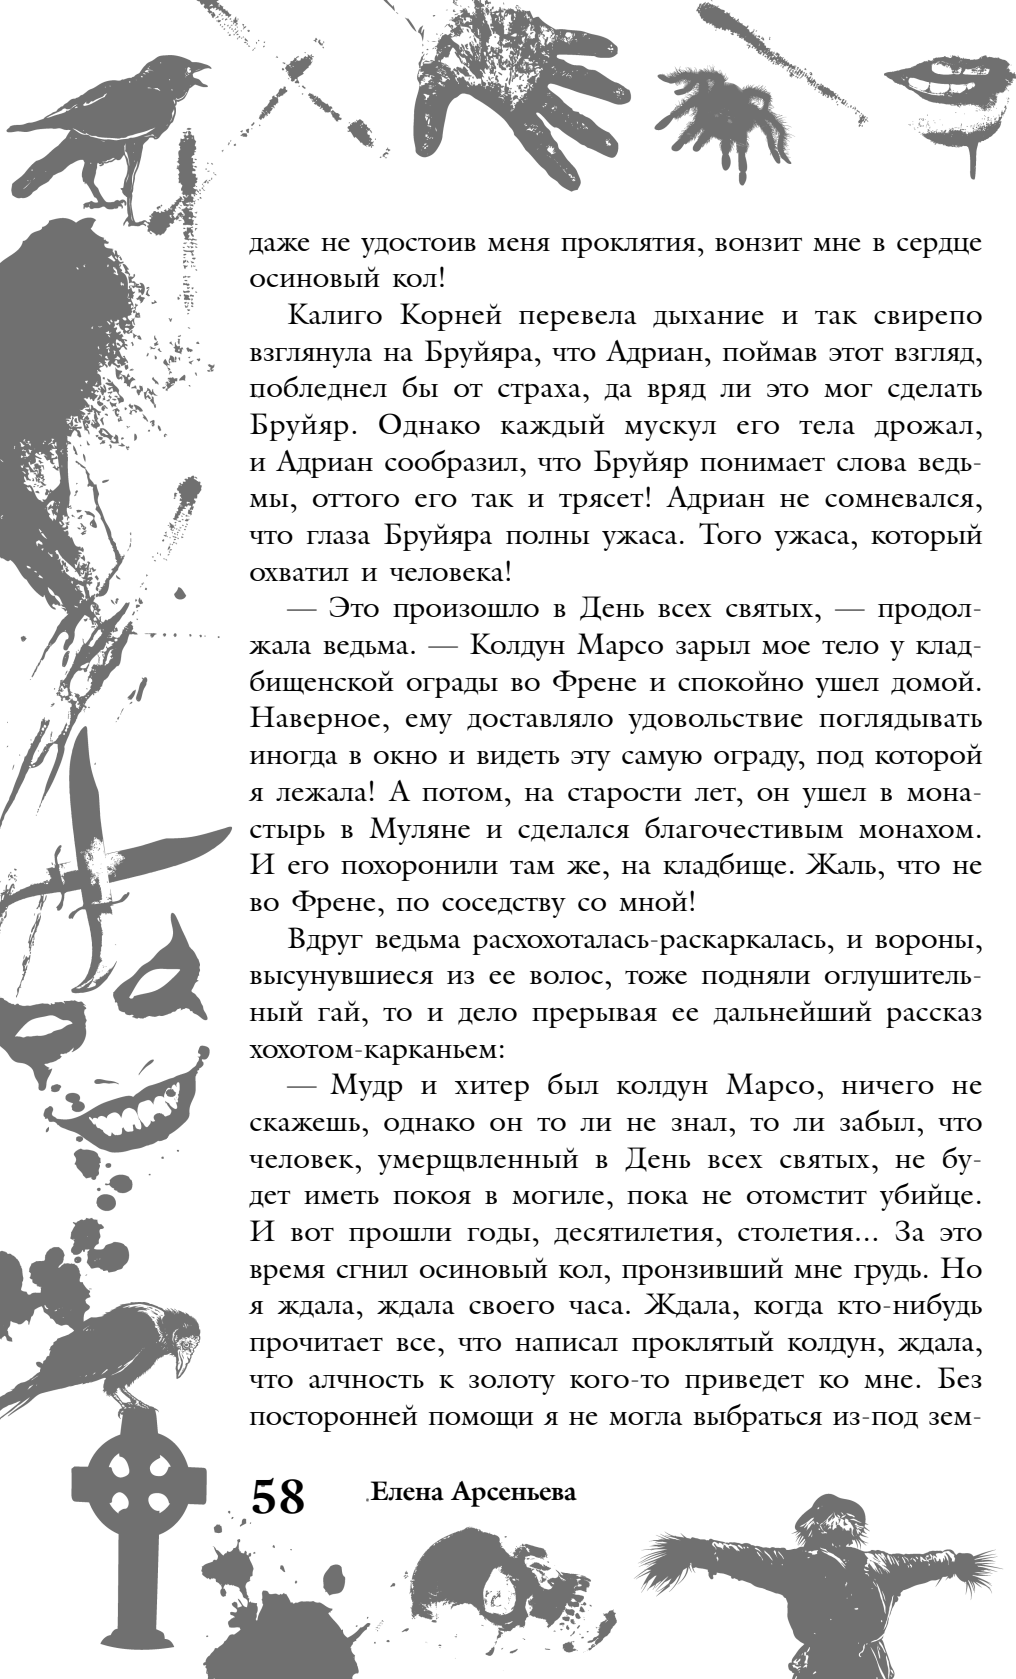 даже не удостоив меня проклятия, вонзит мне в сердце
осиновый кол!
Калиго Корней перевела дыхание и так свирепо
взглянула на Бруйяра, что Адриан, поймав этот взгляд,
побледнел бы от страха, да вряд ли это мог сделать
Бруйяр. Однако каждый мускул его тела дрожал,
и Адриан сообразил, что Бруйяр понимает слова ведь-
мы, оттого его так и трясет! Адриан не сомневался,
что глаза Бруйяра полны ужаса. Того ужаса, который
охватил и человека!
— Это произошло в День всех святых, — продол-
жала ведьма. — Колдун Марсо зарыл мое тело у клад-
бищенской ограды во Френе и спокойно ушел домой.
Наверное, ему доставляло удовольствие поглядывать
иногда в окно и видеть эту самую ограду, под которой
я лежала! А потом, на старости лет, он ушел в мона-
стырь в Муляне и сделался благочестивым монахом.
И его похоронили там же, на кладбище. Жаль, что не
во Френе, по соседству со мной!
Вдруг ведьма расхохоталась-раскаркалась, и вороны,
высунувшиеся из ее волос, тоже подняли оглушитель-
ный гай, то и дело прерывая ее дальнейший рассказ
хохотом-карканьем:
— Мудр и хитер был колдун Марсо, ничего не
скажешь, однако он то ли не знал, то ли забыл, что
человек, умерщвленный в День всех святых, не бу-
дет иметь покоя в могиле, пока не отомстит убийце.
И вот прошли годы, десятилетия, столетия... За это
время сгнил осиновый кол, пронзивший мне грудь. Но
я ждала, ждала своего часа. Ждала, когда кто-нибудь
прочитает все, что написал проклятый колдун, ждала,
что алчность к золоту кого-то приведет ко мне. Без
посторонней помощи я не могла выбраться из-под зем-
58 Елена Арсеньева